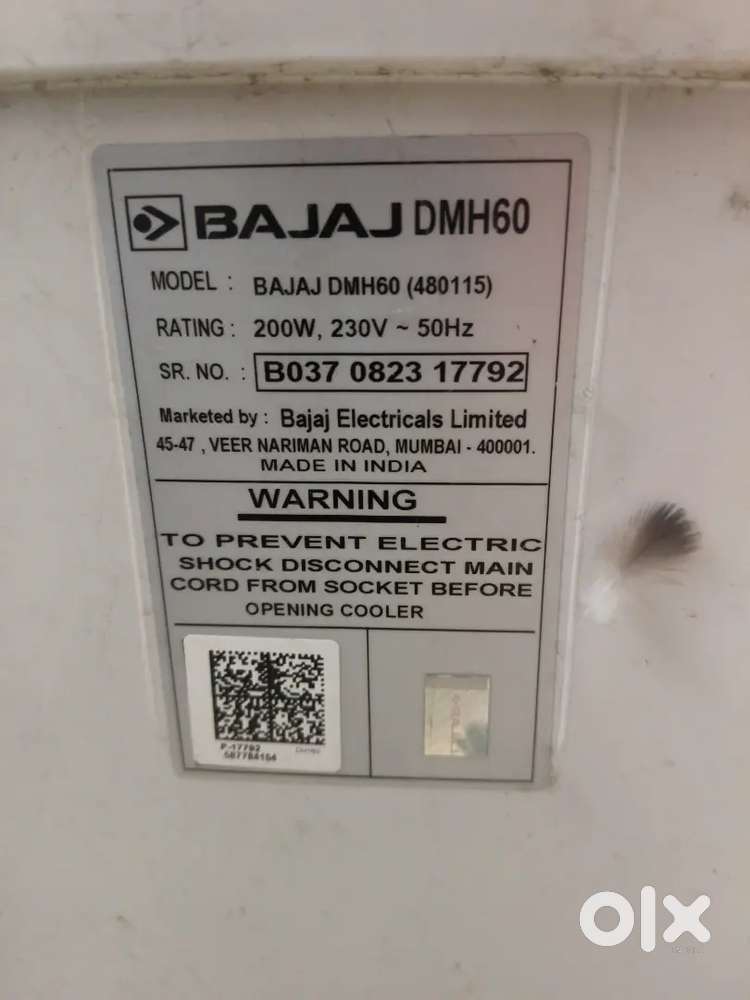 BAJAJ DMH60
MODEL : BAJAJ DMH60 (480115)
RATING : 200W, 230V ~ 50Hz
SR. NO. : B037 0823 17792
Marketed by : Bajaj Electricals Limited
45-47 , VEER NARIMAN ROAD, MUMBAI - 400001.
MADE IN INDIA
WARNING
TO PREVENT ELECTRIC
SHOCK DISCONNECT MAIN
CORD FROM SOCKET BEFORE
OPENING COOLER
P-17792
587784154
olx